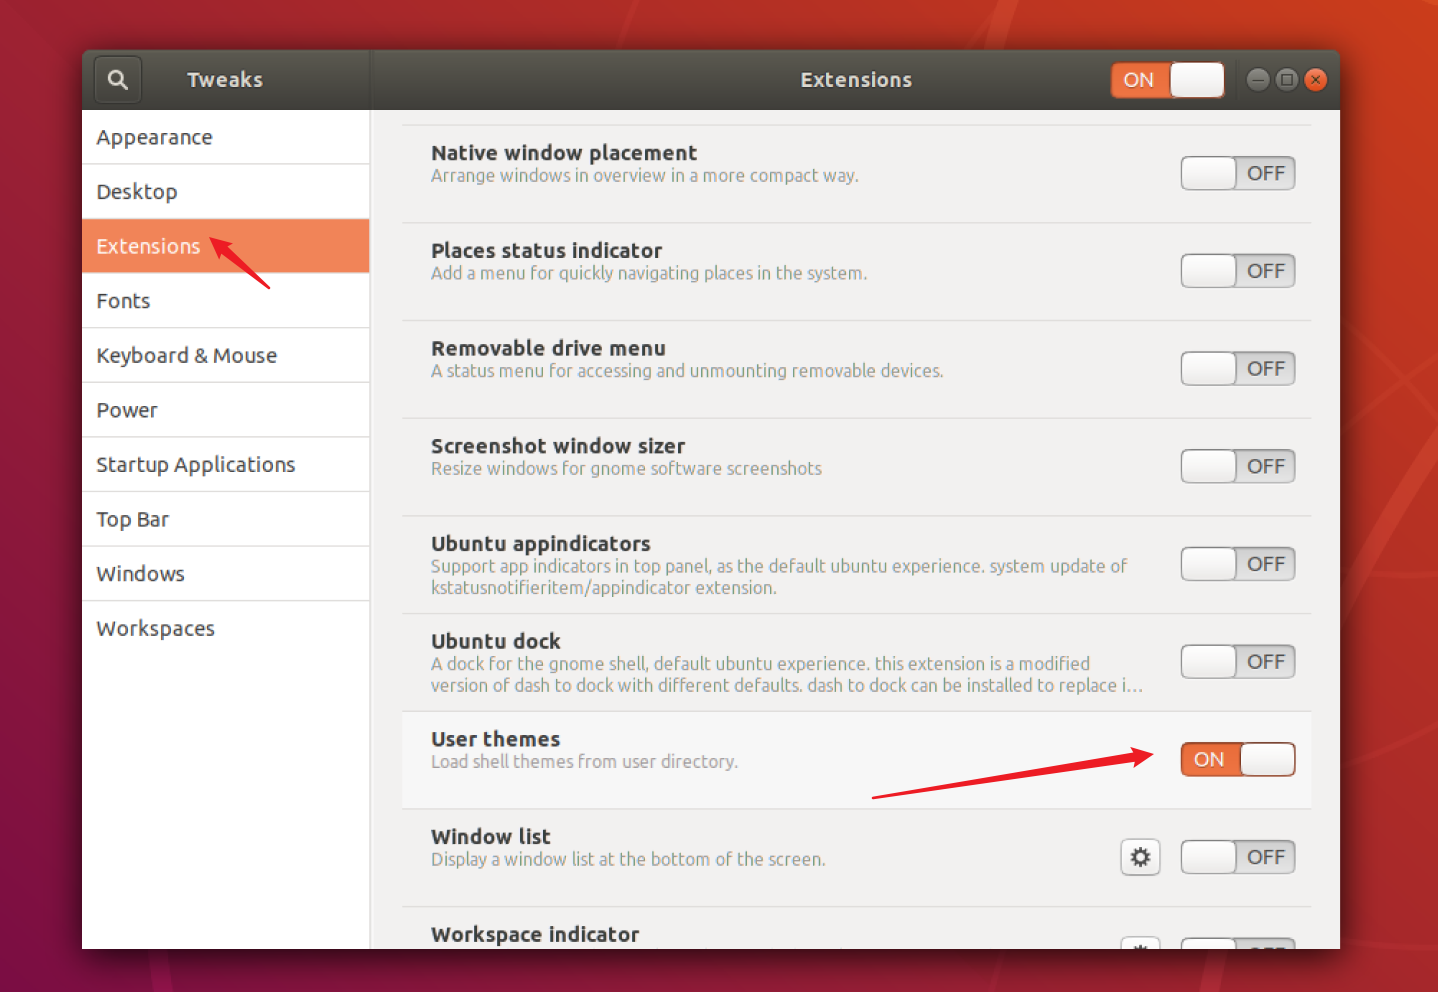 Tweaks
Extensions
ON
Appearance
Desktop
Extensions
Fonts
Keyboard & Mouse
Power
Startup Applications
Top Bar
Windows
Workspaces
Native window placement
Arrange windows in overview in a more compact way.
OFF
Places status indicator
Add a menu for quickly navigating places in the system.
OFF
Removable drive menu
A status menu for accessing and unmounting removable devices.
OFF
Screenshot window sizer
Resize windows for gnome software screenshots
OFF
Ubuntu appindicators
Support app indicators in top panel, as the default ubuntu experience. system update of
kstatusnotifieritem/appindicator extension.
OFF
Ubuntu dock
A dock for the gnome shell, default ubuntu experience. this extension is a modified
version of dash to dock with different defaults. dash to dock can be installed to replace i...
OFF
User themes
Load shell themes from user directory.
ON
Window list
Display a window list at the bottom of the screen.
OFF
Workspace indicator